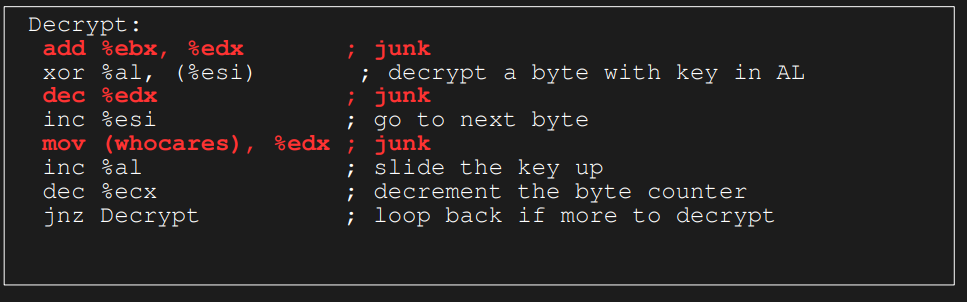 Decrypt:
add %ebx, %edx ; junk
xor %al, (%esi) ; decrypt a byte with key in AL
dec %edx ; junk
inc %esi ; go to next byte
mov (whocares), %edx ; junk
inc %al ; slide the key up
dec %ecx ; decrement the byte counter
jnz Decrypt ; loop back if more to decrypt